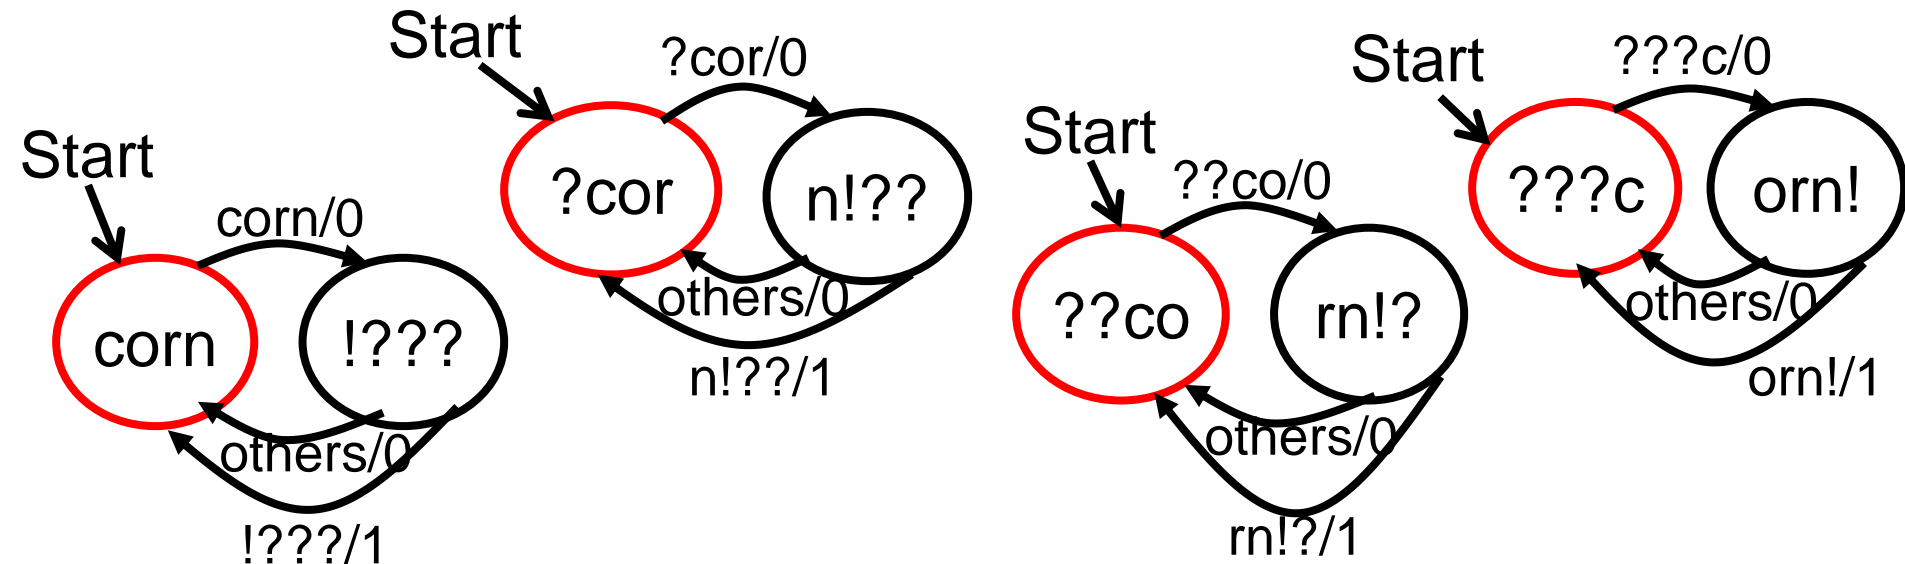 Start
corn/0
corn
!???
others/0
!???/1
Start
?cor/0
?cor
n!??
others/0
n!??/1
Start
??co/0
??co
rn!?
others/0
rn!?/1
Start
???c/0
???c
orn!
others/0
orn!/1